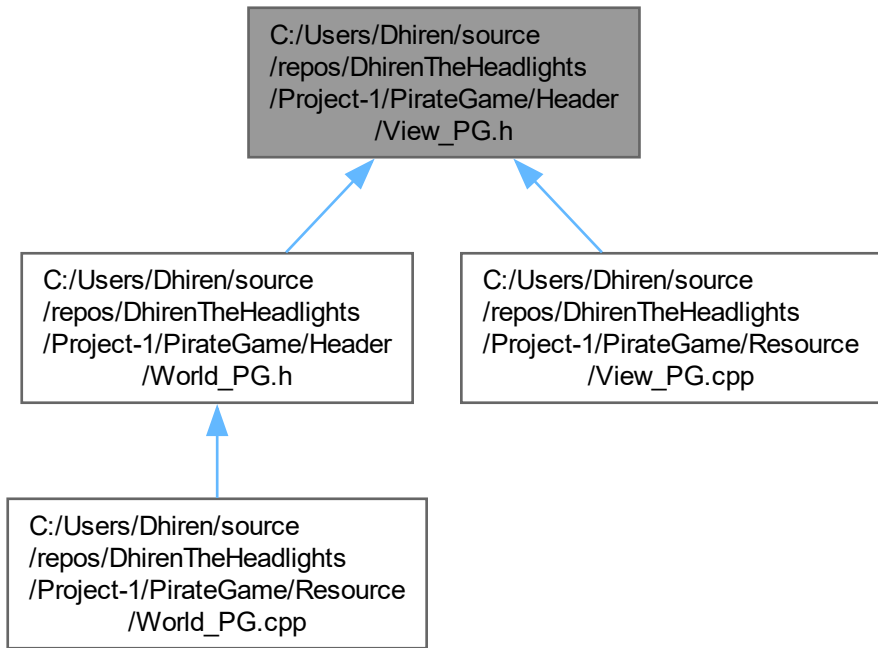 C:/Users/Dhiren/source
/repos/DhirenTheHeadlights
/Project-1/PirateGame/Header
/View_PG.h
C:/Users/Dhiren/source
/repos/DhirenTheHeadlights
/Project-1/PirateGame/Header
/World_PG.h
C:/Users/Dhiren/source
/repos/DhirenTheHeadlights
/Project-1/PirateGame/Resource
/View_PG.cpp
C:/Users/Dhiren/source
/repos/DhirenTheHeadlights
/Project-1/PirateGame/Resource
/World_PG.cpp